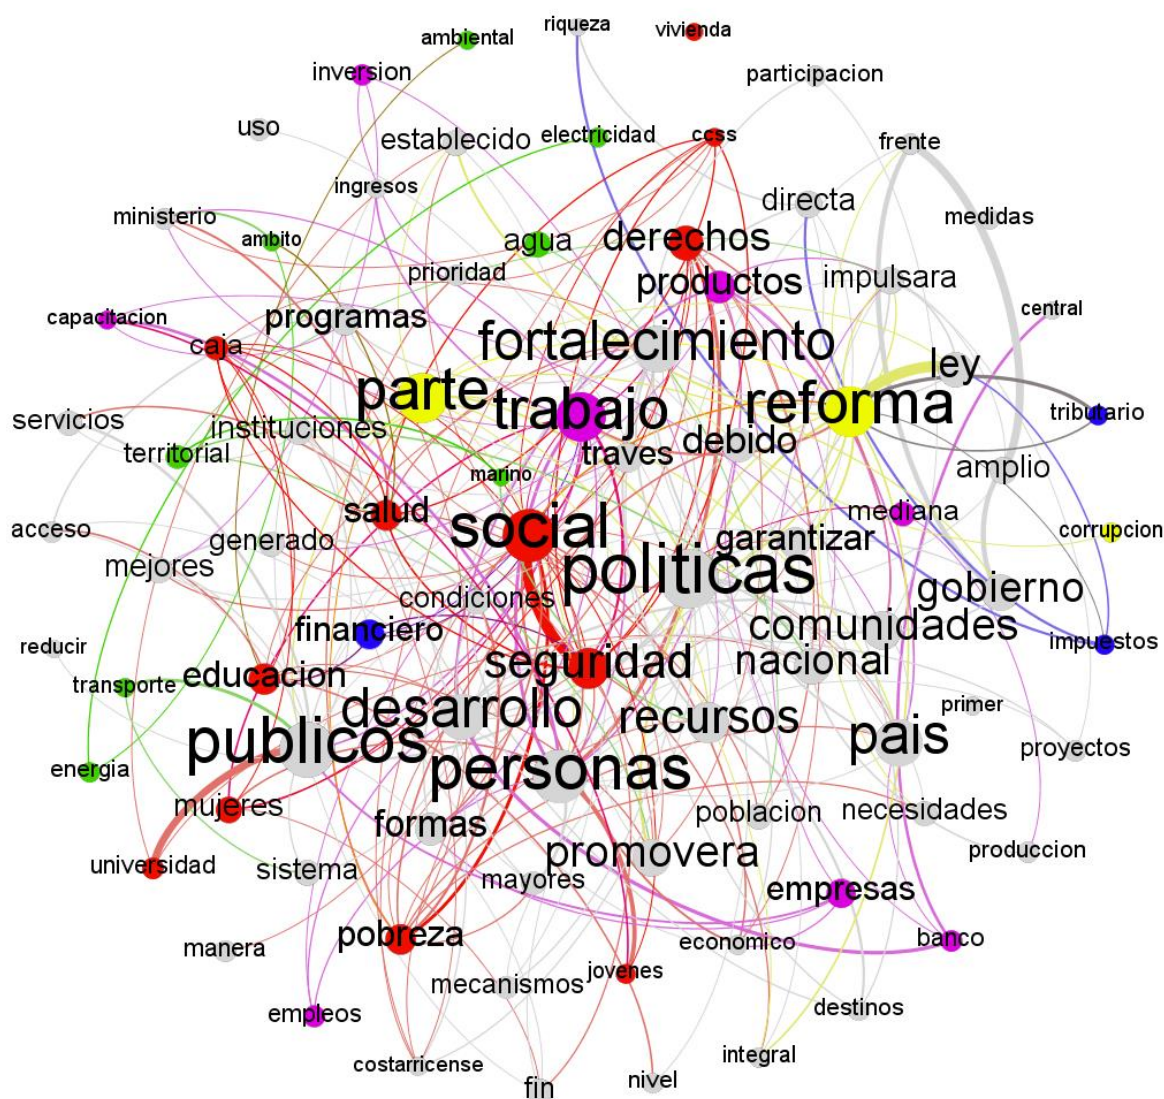 riqueza
vivienda
ambiental
inversion
participacion
uso
establecido
electricidad
ccss
frente
ingresos
directa
ministerio
ambito
agua
derechos
medidas
prioridad
productos
impulsara
capacitacion
programas
central
caja
fortalecimiento
ley
parte
trabajo
reforma
tributario
servicios
instituciones
territorial
traves
debido
amplio
marino
salud
mediana
acceso
social
corrupcion
generado
garantizar
mejores
politicas
gobierno
condiciones
financiero
comunidades
reducir
impuestos
transporte
educacion
seguridad
nacional
desarrollo
recursos
primer
publicos
pais
proyectos
energia
personas
mujeres
formas
poblacion
necesidades
universidad
sistema
promovera
produccion
mayores
empresas
manera
pobreza
economico
banco
jovenes
mecanismos
empleos
destinos
costarricense
integral
fin
nivel